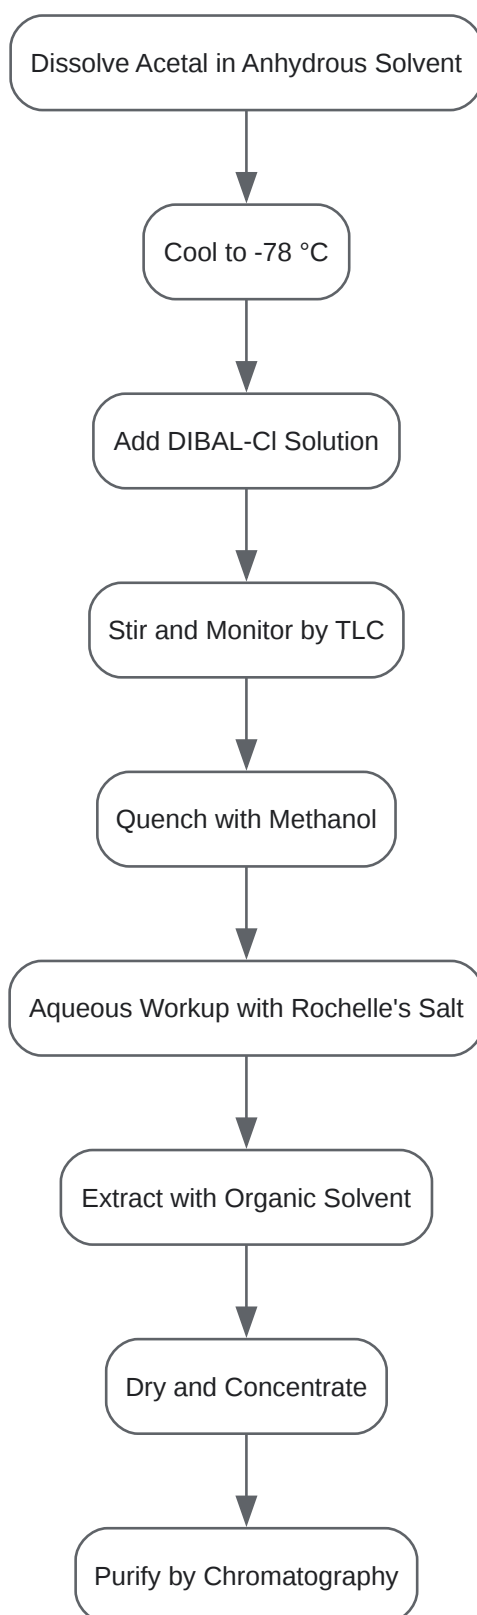 Dissolve Acetal in Anhydrous Solvent
Cool to -78 °C
Add DIBAL-Cl Solution
Stir and Monitor by TLC
Quench with Methanol
Aqueous Workup with Rochelle's Salt
Extract with Organic Solvent
Dry and Concentrate
Purify by Chromatography